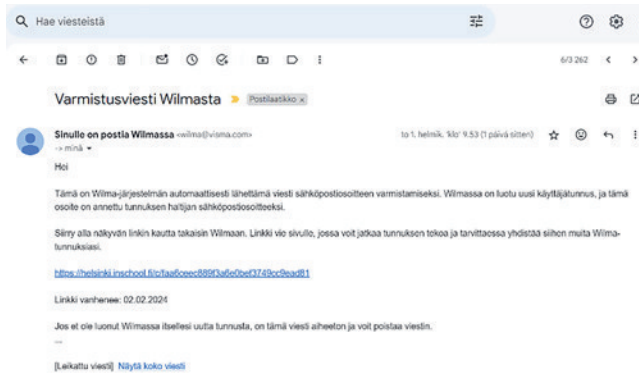 Hae viesteistä
6/3 262
Varmistusviesti Wilmasta Postilaatikko x
Sinulle on postia Wilmassa <wilma@visma.com> to 1. helmik. klo 9.53 (1 päivä sitten)
-> minä
Hei
Tämä on Wilma-järjestelmän automaattisesti lähettämä viesti sähköpostiosoitteen varmistamiseksi. Wilmassa on luotu uusi käyttäjätunnus, ja tämä
osoite on annettu tunnuksen haltijan sähköpostiosoitteeksi.
Siirry alla näkyvän linkin kautta takaisin Wilmaan. Linkki vie sivulle, jossa voit jatkaa tunnuksen tekoa ja tarvittaessa yhdistää siihen muita Wilma-
tunnuksiasi.
Linkki vanhenee: 02.02.2024
Jos et ole luonut Wilmassa itsellesi uutta tunnusta, on tämä viesti aiheeton ja voit poistaa viestin.
...
[Leikattu viesti] Näytä koko viesti